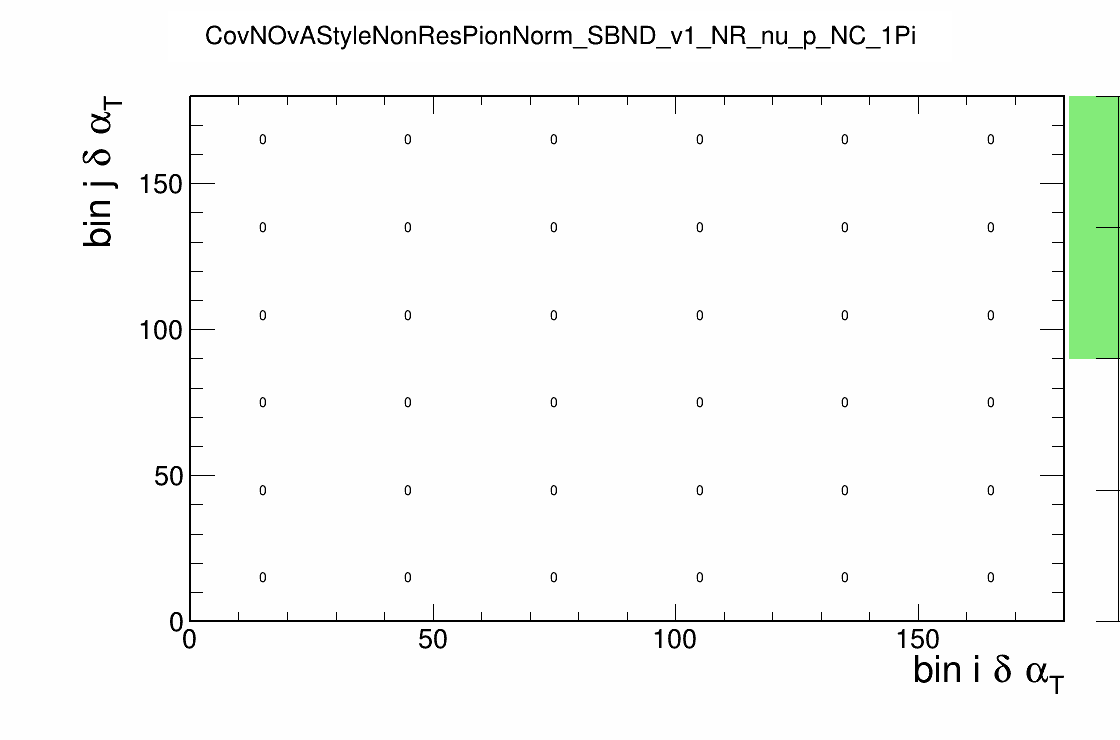 CovNOvAStyleNonResPionNorm_SBND_v1_NR_nu_p_NC_1Pi
bin j δ α_T
150
100
50
0
0 0 0 0 0 0
0 0 0 0 0 0
0 0 0 0 0 0
0 0 0 0 0 0
0 0 0 0 0 0
0 0 0 0 0 0
0 50 100 150
bin i δ α_T